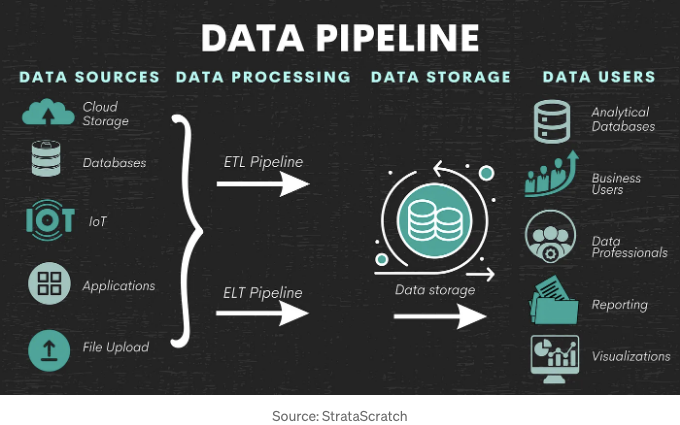 DATA PIPELINE
DATA SOURCES
DATA PROCESSING
DATA STORAGE
DATA USERS
Cloud
Storage
Databases
IOT
IoT
Applications
File Upload
ETL Pipeline
ELT Pipeline
Data storage
Analytical
Databases
Business
Users
Data
Professionals
Reporting
Visualizations
Source: StrataScratch